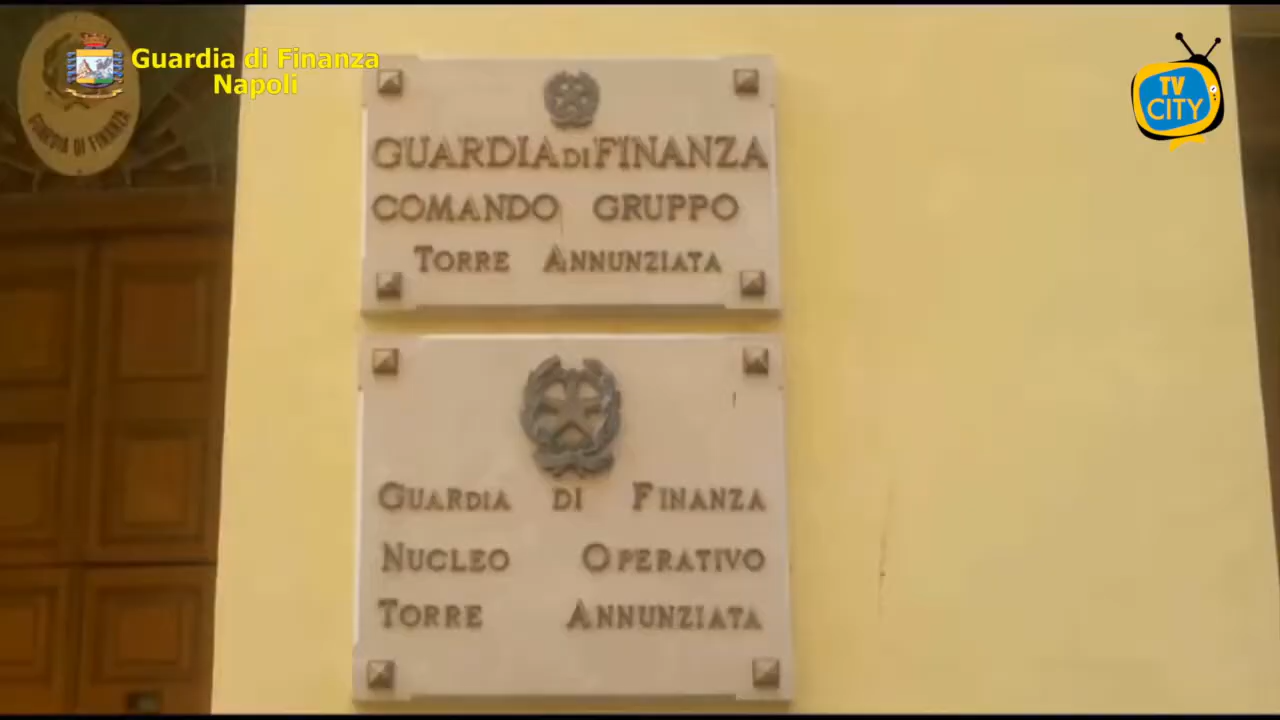 GUARDIA DI FINANZA
Guardia di Finanza
Napoli
TV
CITY
GUARDIA DI FINANZA
COMANDO GRUPPO
TORRE ANNUNZIATA
GUARDIA DI FINANZA
NUCLEO OPERATIVO
TORRE ANNUNZIATA